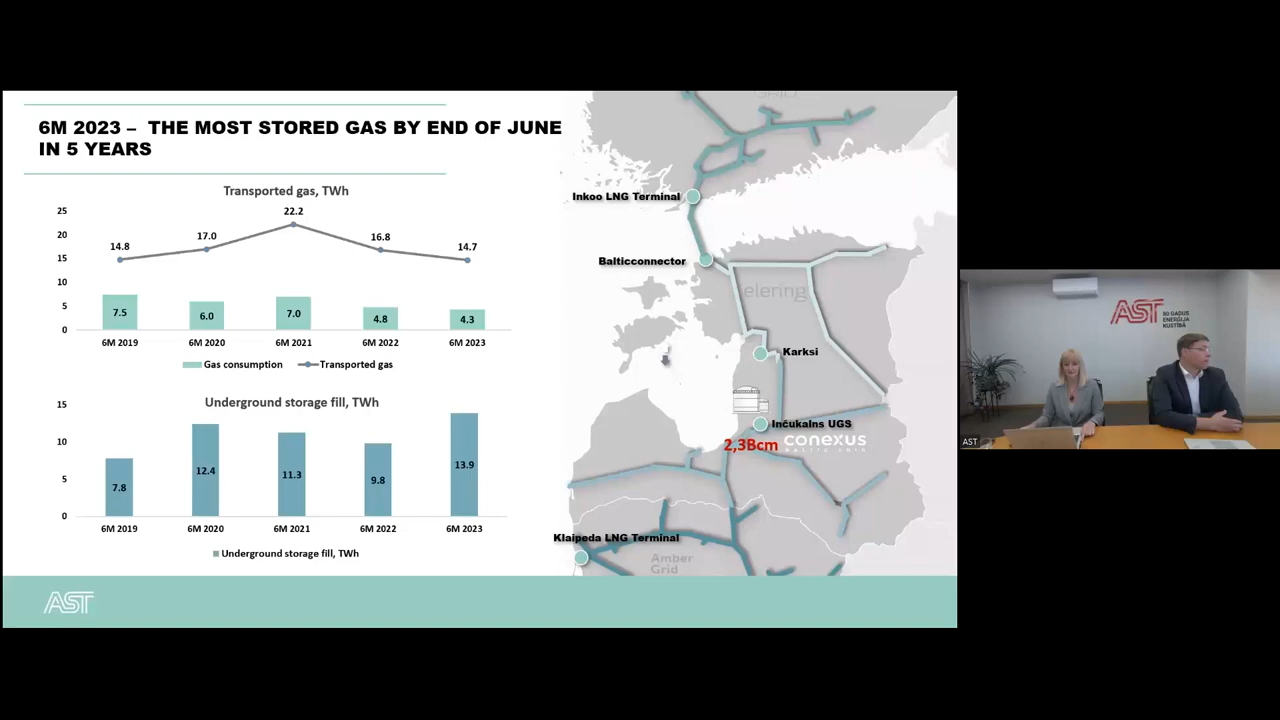 6M 2023 – THE MOST STORED GAS BY END OF JUNE
IN 5 YEARS
Transported gas, TWh
25
20
15
10
5
0
14.8
17.0
22.2
16.8
14.7
7.5
6.0
7.0
4.8
4.3
6M 2019
6M 2020
6M 2021
6M 2022
6M 2023
Gas consumption
Transported gas
Underground storage fill, TWh
15
10
5
0
7.8
12.4
11.3
9.8
13.9
6M 2019
6M 2020
6M 2021
6M 2022
6M 2023
Underground storage fill, TWh
Inkoo LNG Terminal
Balticconnector
elering
Karksi
Inčukalns UGS
2,3Bcm
conexus
baltic grid
Klaipeda LNG Terminal
Amber
Grid
AST
AST
30 GADUS
ENERĢIJA
KUSTĪBĀ
AST